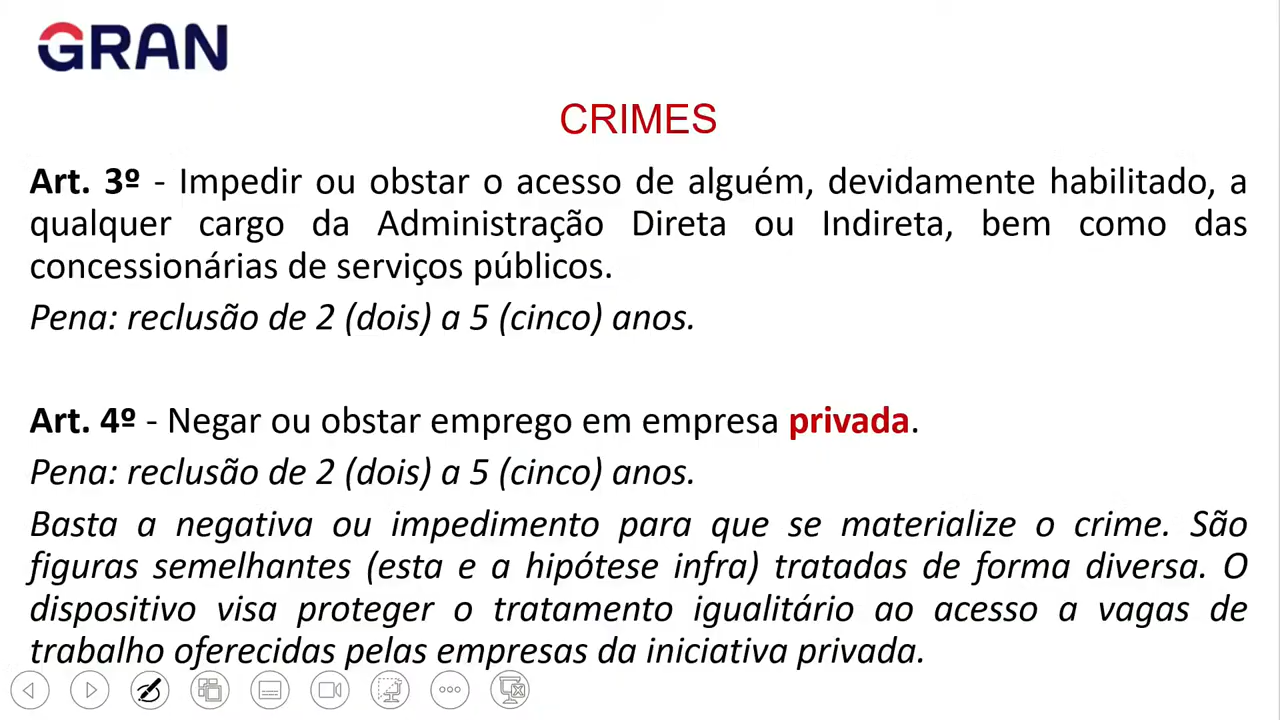 GRAN
CRIMES
Art. 3º - Impedir ou obstar o acesso de alguém, devidamente habilitado, a
qualquer cargo da Administração Direta ou Indireta, bem como das
concessionárias de serviços públicos.
Pena: reclusão de 2 (dois) a 5 (cinco) anos.
Art. 4º - Negar ou obstar emprego em empresa privada.
Pena: reclusão de 2 (dois) a 5 (cinco) anos.
Basta a negativa ou impedimento para que se materialize o crime. São
figuras semelhantes (esta e a hipótese infra) tratadas de forma diversa. O
dispositivo visa proteger o tratamento igualitário ao acesso a vagas de
trabalho oferecidas pelas empresas da iniciativa privada.